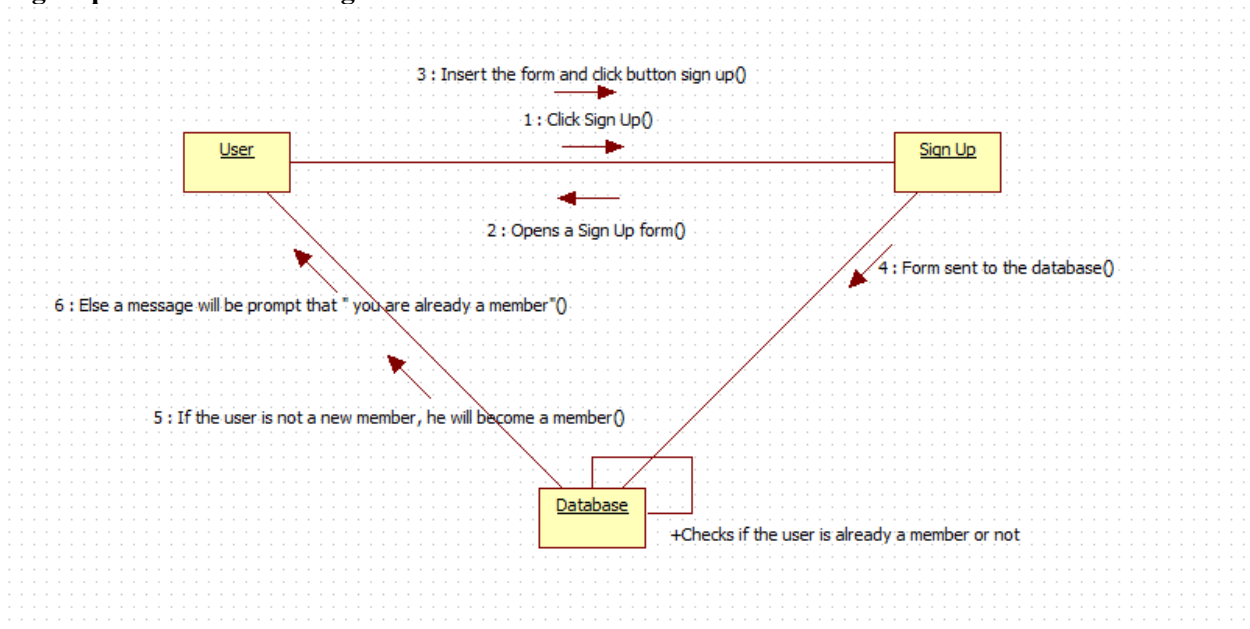 3 : Insert the form and click button sign up()
1 : Click Sign Up()
User
Sign Up
2 : Opens a Sign Up form()
4 : Form sent to the database()
6 : Else a message will be prompt that " you are already a member"()
5 : If the user is not a new member, he will become a member()
Database
+Checks if the user is already a member or not